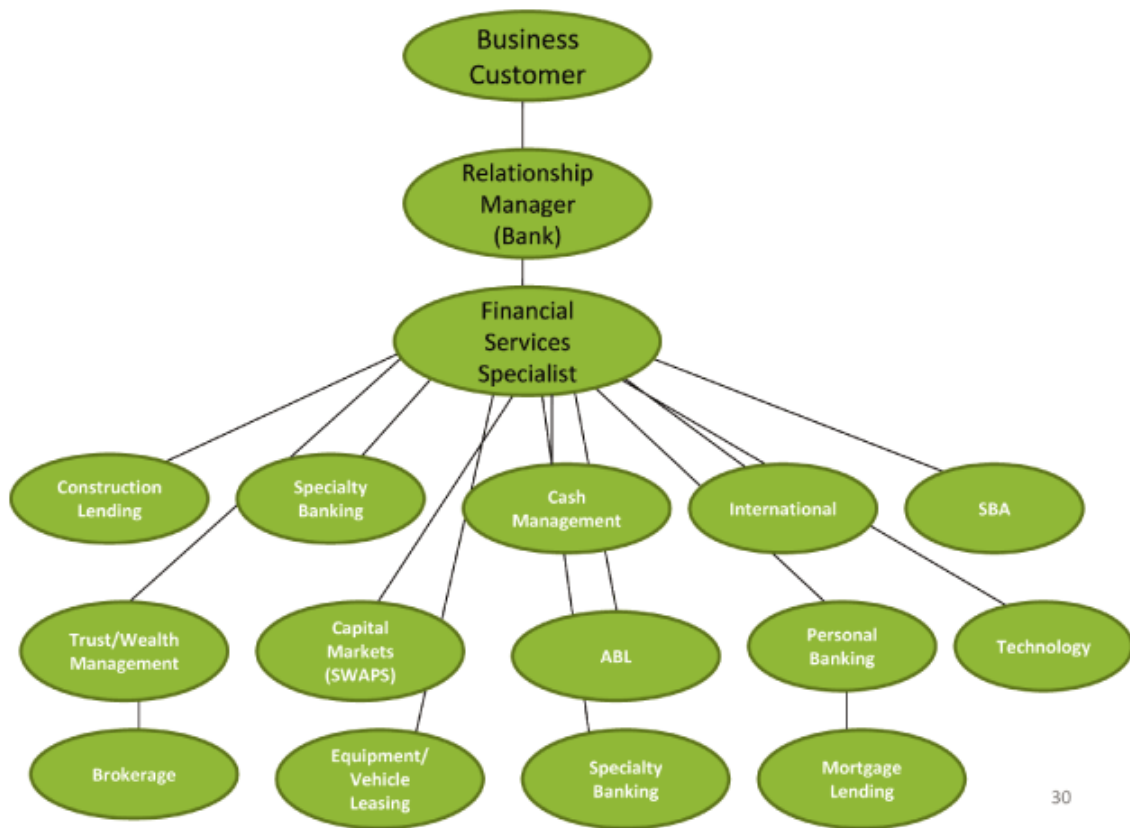 Business
Customer
Relationship
Manager
(Bank)
Financial
Services
Specialist
Construction
Lending
Specialty
Banking
Cash
Management
International
SBA
Trust/Wealth
Management
Capital
Markets
(SWAPS)
ABL
Personal
Banking
Technology
Brokerage
Equipment/
Vehicle
Leasing
Specialty
Banking
Mortgage
Lending
30